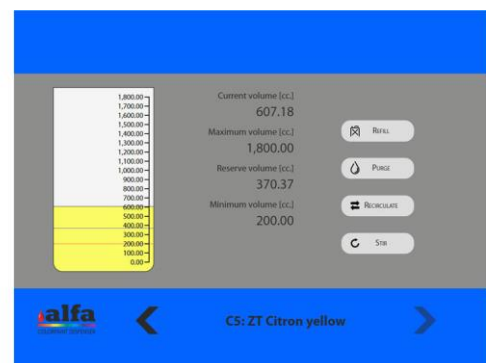 1,800.00
1,700.00
1,600.00
1,500.00
1,400.00
1,300.00
1,200.00
1,100.00
1,000.00
900.00
800.00
700.00
600.00
500.00
400.00
300.00
200.00
100.00
0.00
Current volume [cc.]
607.18
Maximum volume [cc.]
1,800.00
Reserve volume [cc.]
370.37
Minimum volume [cc.]
200.00
REFILL
PURGE
RECIRCULATE
STIR
alfa
COLORANT DISPENSER
C5: ZT Citron yellow